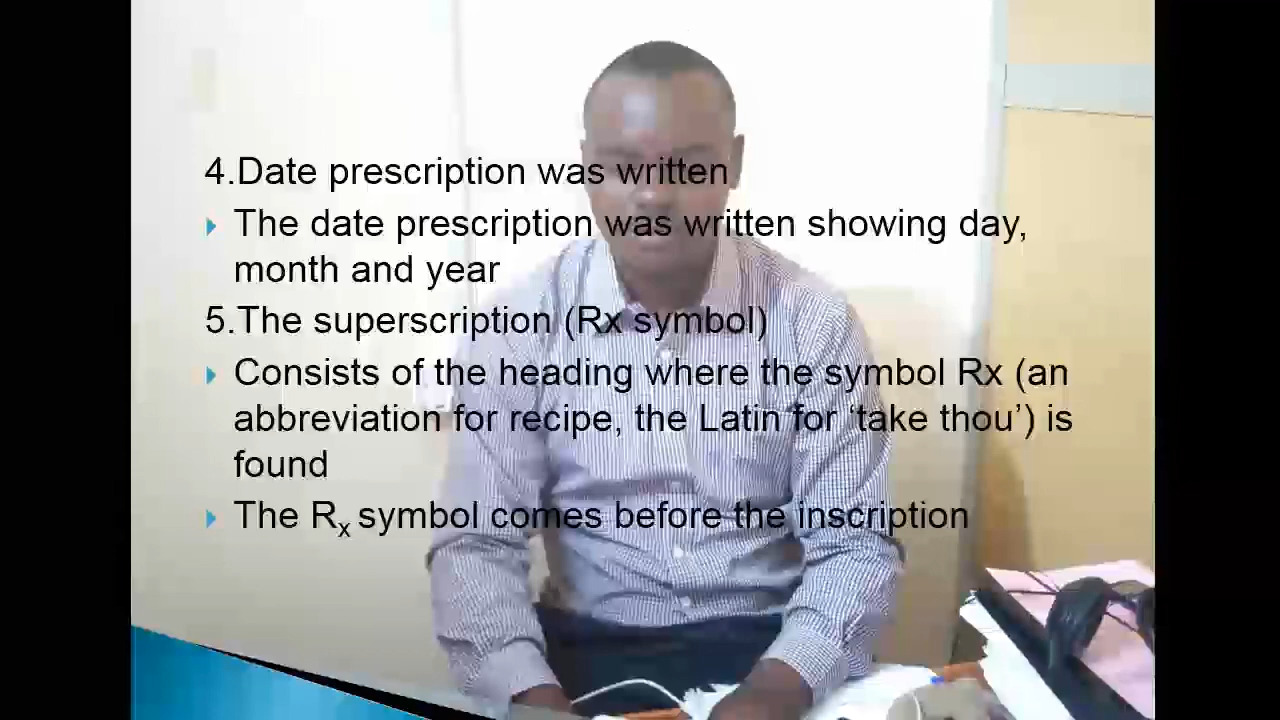 4.Date prescription was written
The date prescription was written showing day,
month and year
5.The superscription (Rx symbol)
Consists of the heading where the symbol Rx (an
abbreviation for recipe, the Latin for ‘take thou’) is
found
The Rx symbol comes before the inscription